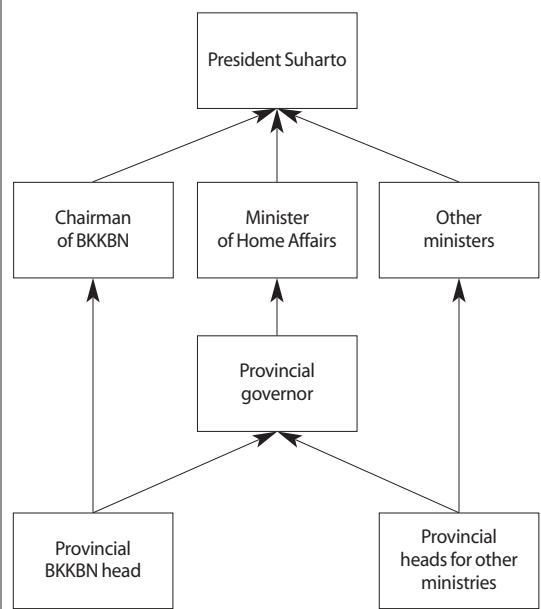 President Suharto
Chairman
of BKKBN
Minister
of Home Affairs
Other
ministers
Provincial
governor
Provincial
BKKBN head
Provincial
heads for other
ministries